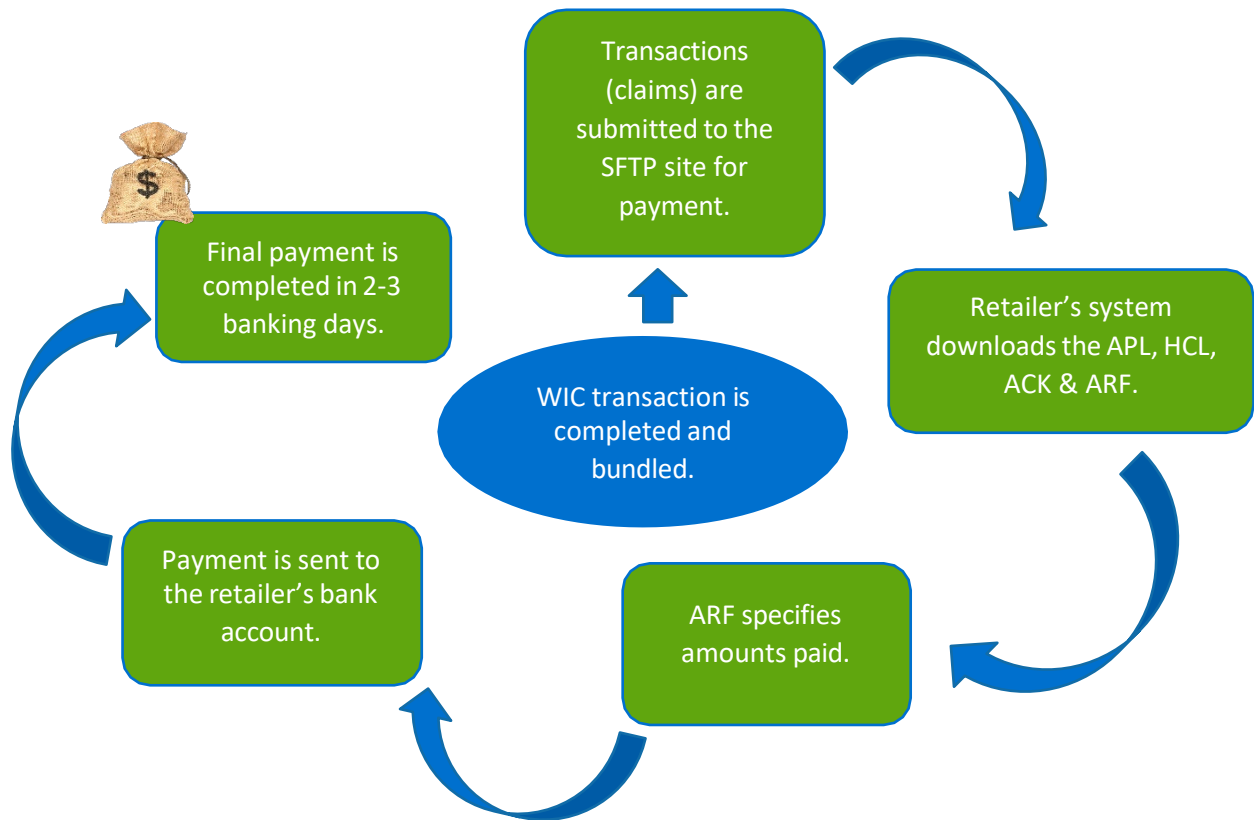 WIC transaction is
completed and
bundled.
Transactions
(claims) are
submitted to the
SFTP site for
payment.
Retailer’s system
downloads the APL, HCL,
ACK & ARF.
ARF specifies
amounts paid.
Payment is sent to
the retailer’s bank
account.
Final payment is
completed in 2-3
banking days.
$